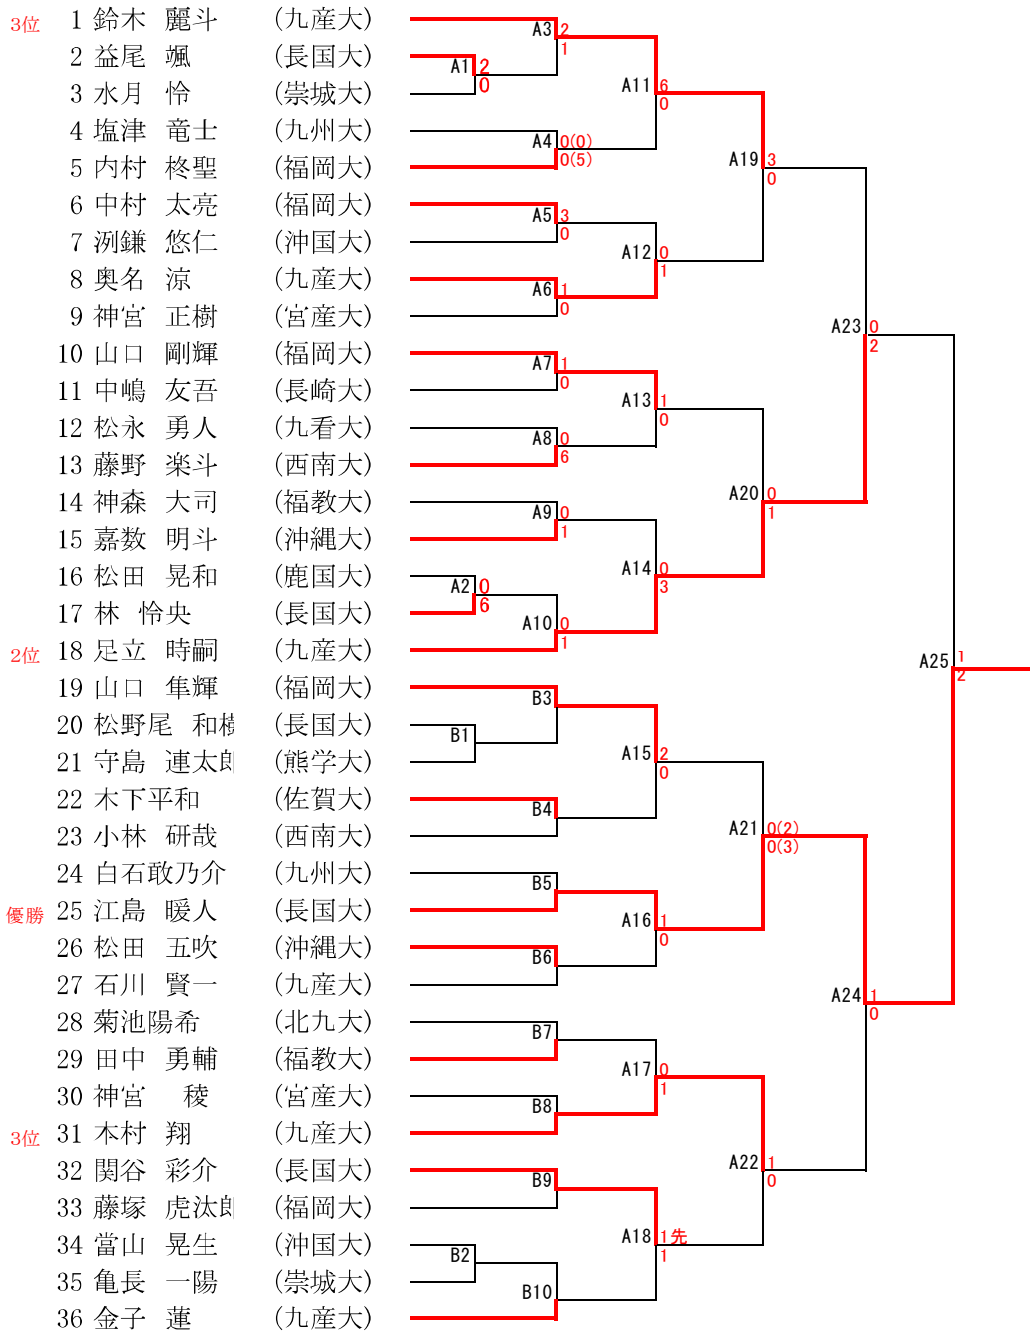 3位 1 鈴木 麗斗 (九産大)
2 益尾 颯 (長国大)
3 水月 怜 (崇城大)
4 塩津 竜士 (九州大)
5 内村 柊聖 (福岡大)
6 中村 太亮 (福岡大)
7 洌鎌 悠仁 (沖国大)
8 奥名 涼 (九産大)
9 神宮 正樹 (宮産大)
10 山口 剛輝 (福岡大)
11 中嶋 友吾 (長崎大)
12 松永 勇人 (九看大)
13 藤野 楽斗 (西南大)
14 神森 大司 (福教大)
15 嘉数 明斗 (沖縄大)
16 松田 晃和 (鹿国大)
17 林 怜央 (長国大)
2位 18 足立 時嗣 (九産大)
19 山口 隼輝 (福岡大)
20 松野尾 和樹 (長国大)
21 守島 連太郎 (熊学大)
22 木下平和 (佐賀大)
23 小林 研哉 (西南大)
24 白石敢乃介 (九州大)
優勝 25 江島 暖人 (長国大)
26 松田 五吹 (沖縄大)
27 石川 賢一 (九産大)
28 菊池陽希 (北九大)
29 田中 勇輔 (福教大)
30 神宮 稜 (宮産大)
3位 31 木村 翔 (九産大)
32 関谷 彩介 (長国大)
33 藤塚 虎汰郎 (福岡大)
34 當山 晃生 (沖国大)
35 亀長 一陽 (崇城大)
36 金子 蓮 (九産大)
A1 2
0
A2 0
6
B1
B2
A3 2
1
A4 0(0)
0(5)
A5 3
0
A6 1
0
A7 1
0
A8 0
6
A9 0
1
A10 0
1
B3
B4
B5
B6
B7
B8
B9
B10
A11 6
0
A12 0
1
A13 1
0
A14 0
3
A15 2
0
A16 1
0
A17 0
1
A18 1先
1
A19 3
0
A20 0
1
A21 0(2)
0(3)
A22 1
0
A23 0
2
A24 1
0
A25 1
2